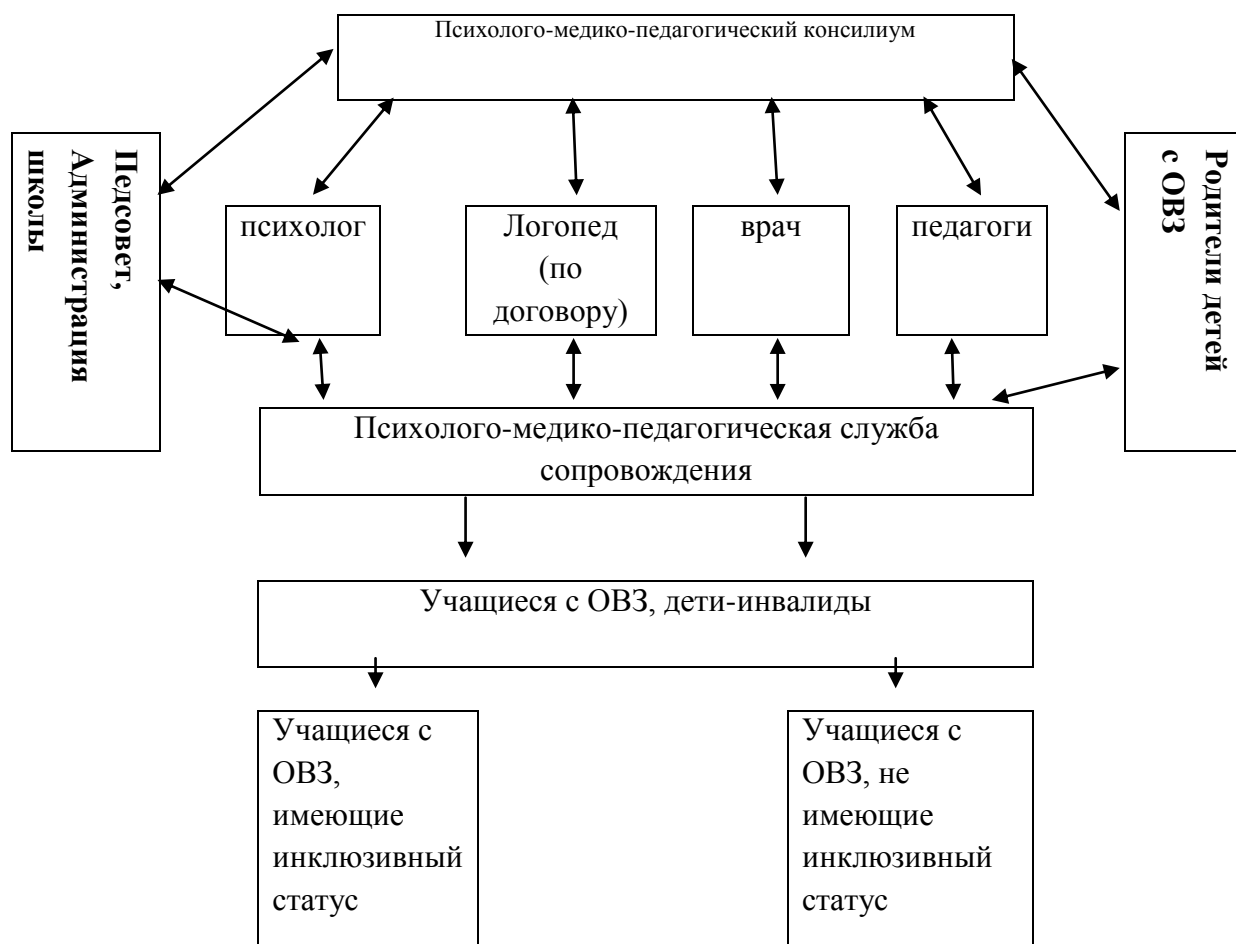 Психолого-медико-педагогический консилиум
Педсовет,
Администрация
школы
психолог
Логопед
(по
договору)
врач
педагоги
Родители детей
с ОВЗ
Психолого-медико-педагогическая служба
сопровождения
Учащиеся с ОВЗ, дети-инвалиды
Учащиеся с
ОВЗ,
имеющие
инклюзивный
статус
Учащиеся с
ОВЗ, не
имеющие
инклюзивный
статус